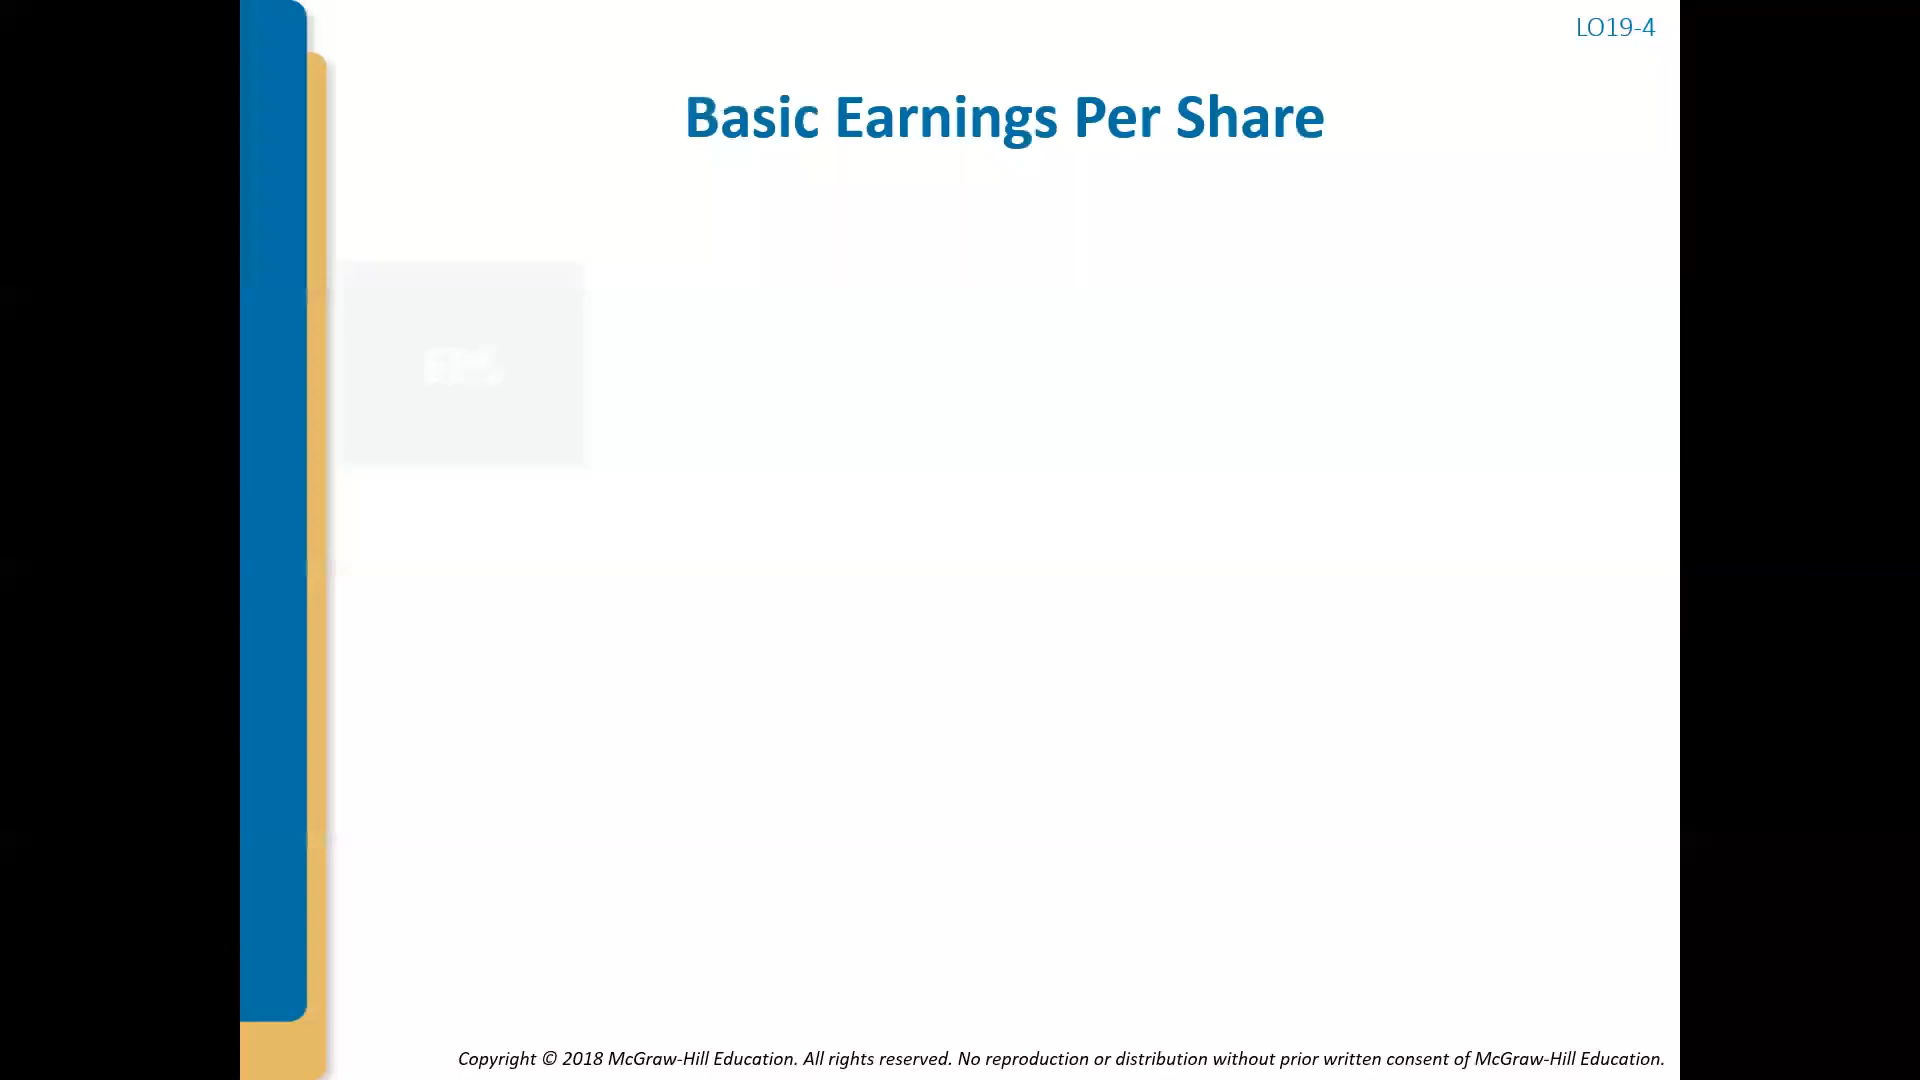 LO19-4
Basic Earnings Per Share
EPS
Copyright © 2018 McGraw-Hill Education. All rights reserved. No reproduction or distribution without prior written consent of McGraw-Hill Education.